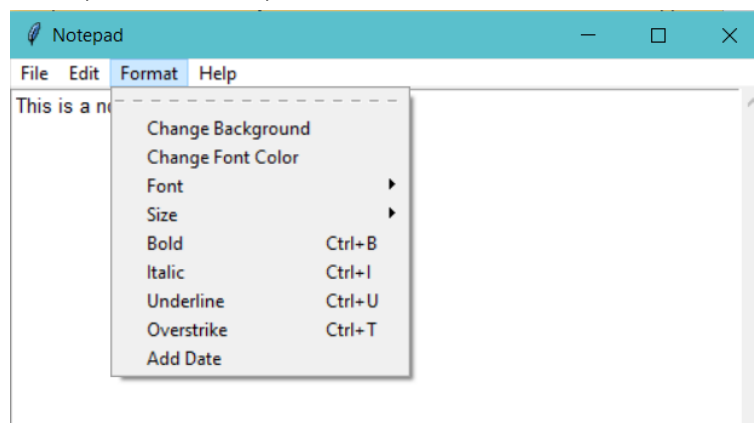 Notepad
File Edit Format Help
This is a
Change Background
Change Font Color
Font
Size
Bold Ctrl+B
Italic Ctrl+I
Underline Ctrl+U
Overstrike Ctrl+T
Add Date